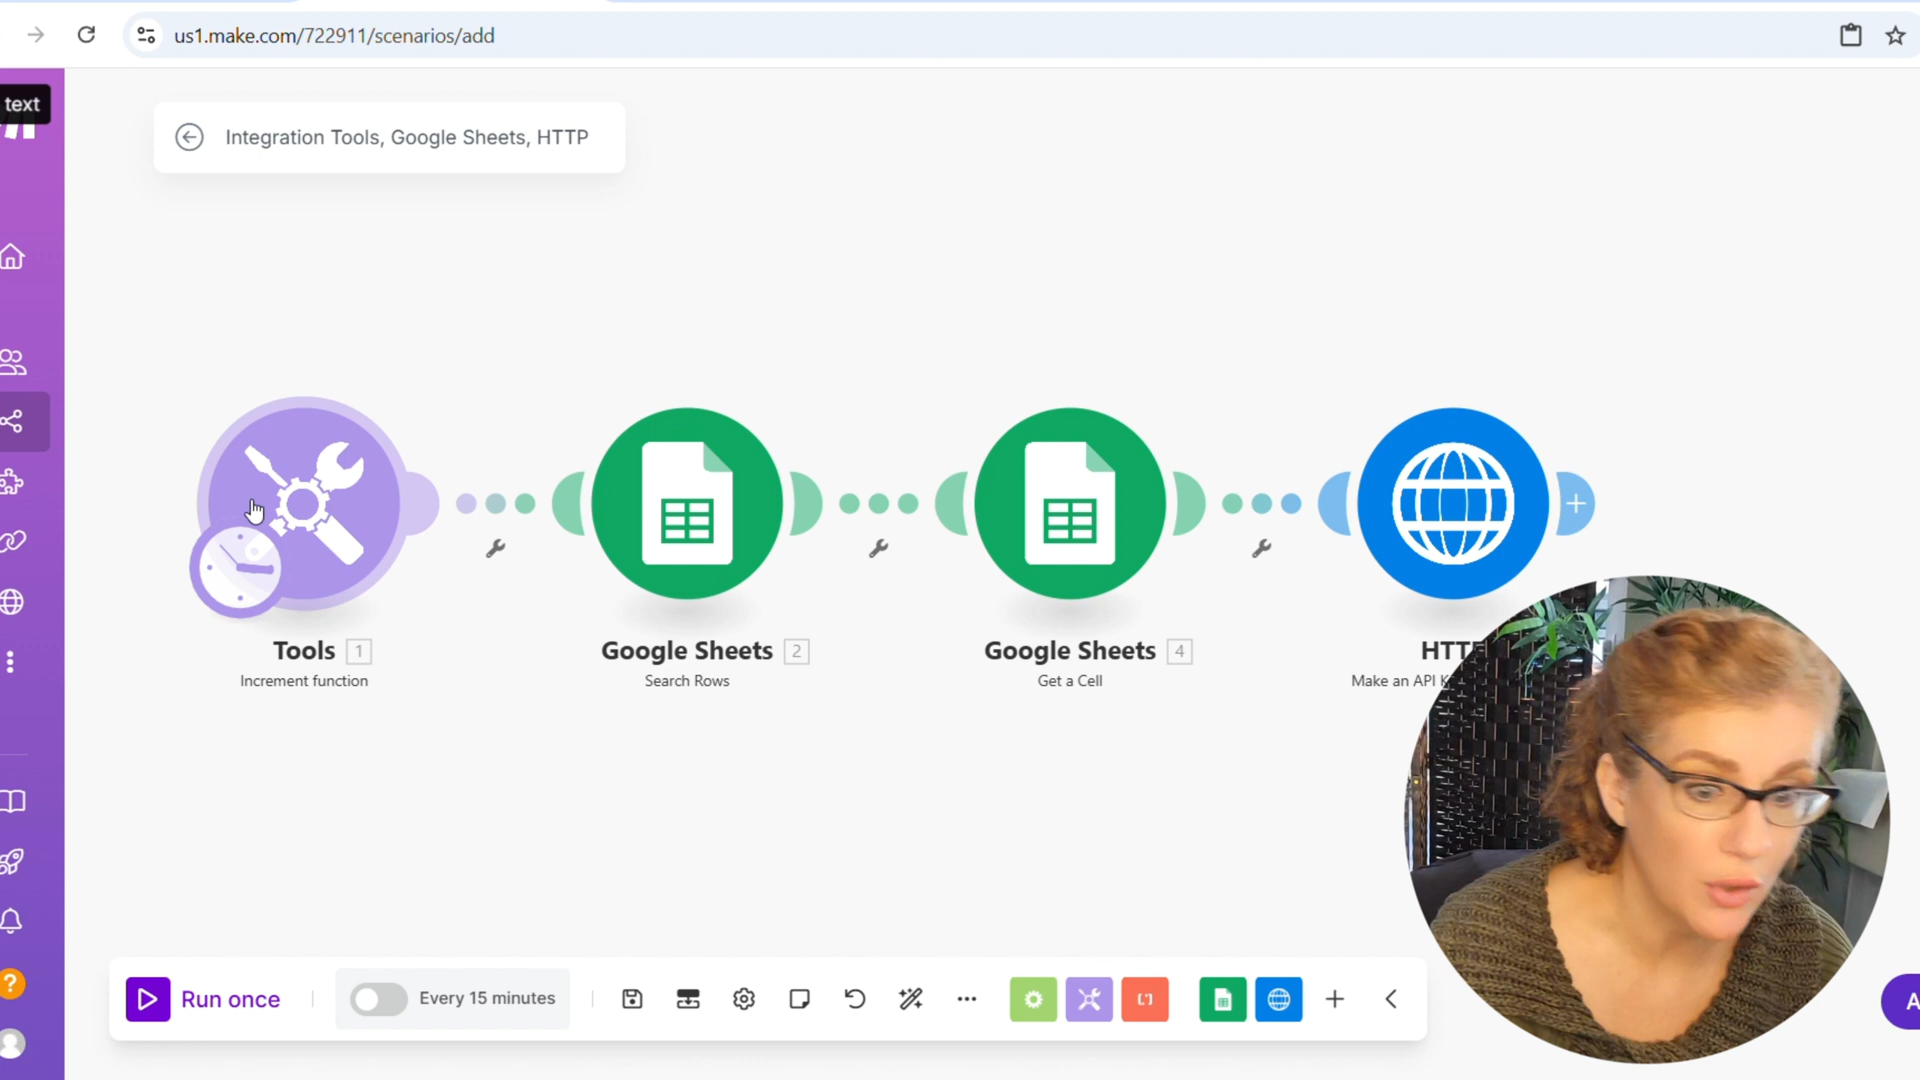 us1.make.com/722911/scenarios/add
text
Integration Tools, Google Sheets, HTTP
Tools 1
Increment function
Google Sheets 2
Search Rows
Google Sheets 4
Get a Cell
Make an API
Run once
Every 15 minutes
?